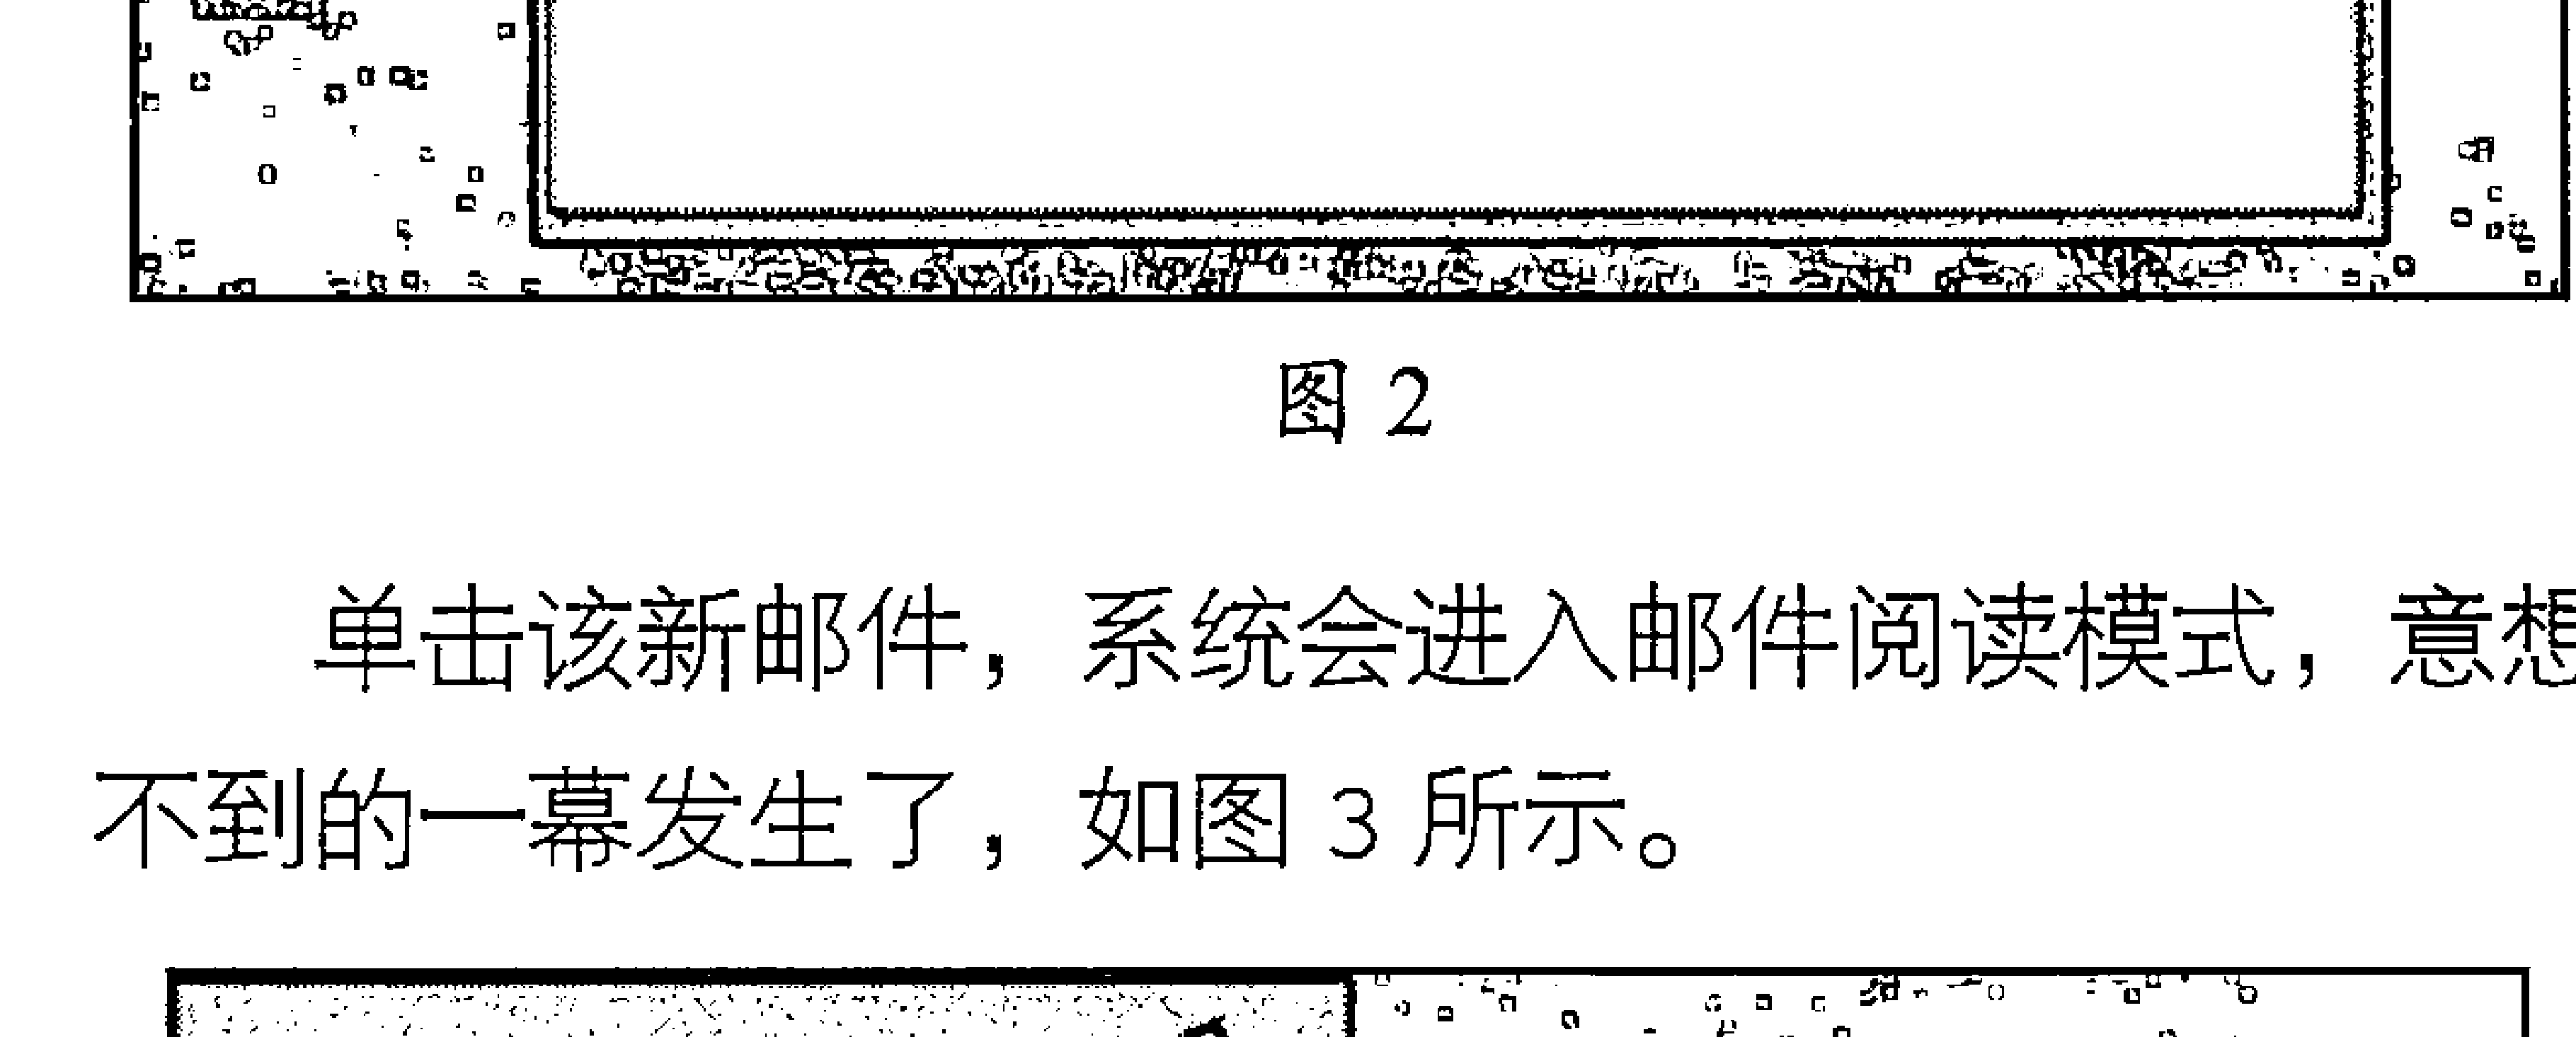 图 2
单击该新邮件，系统会进入邮件阅读模式，意想
不到的一幕发生了，如图 3 所示。